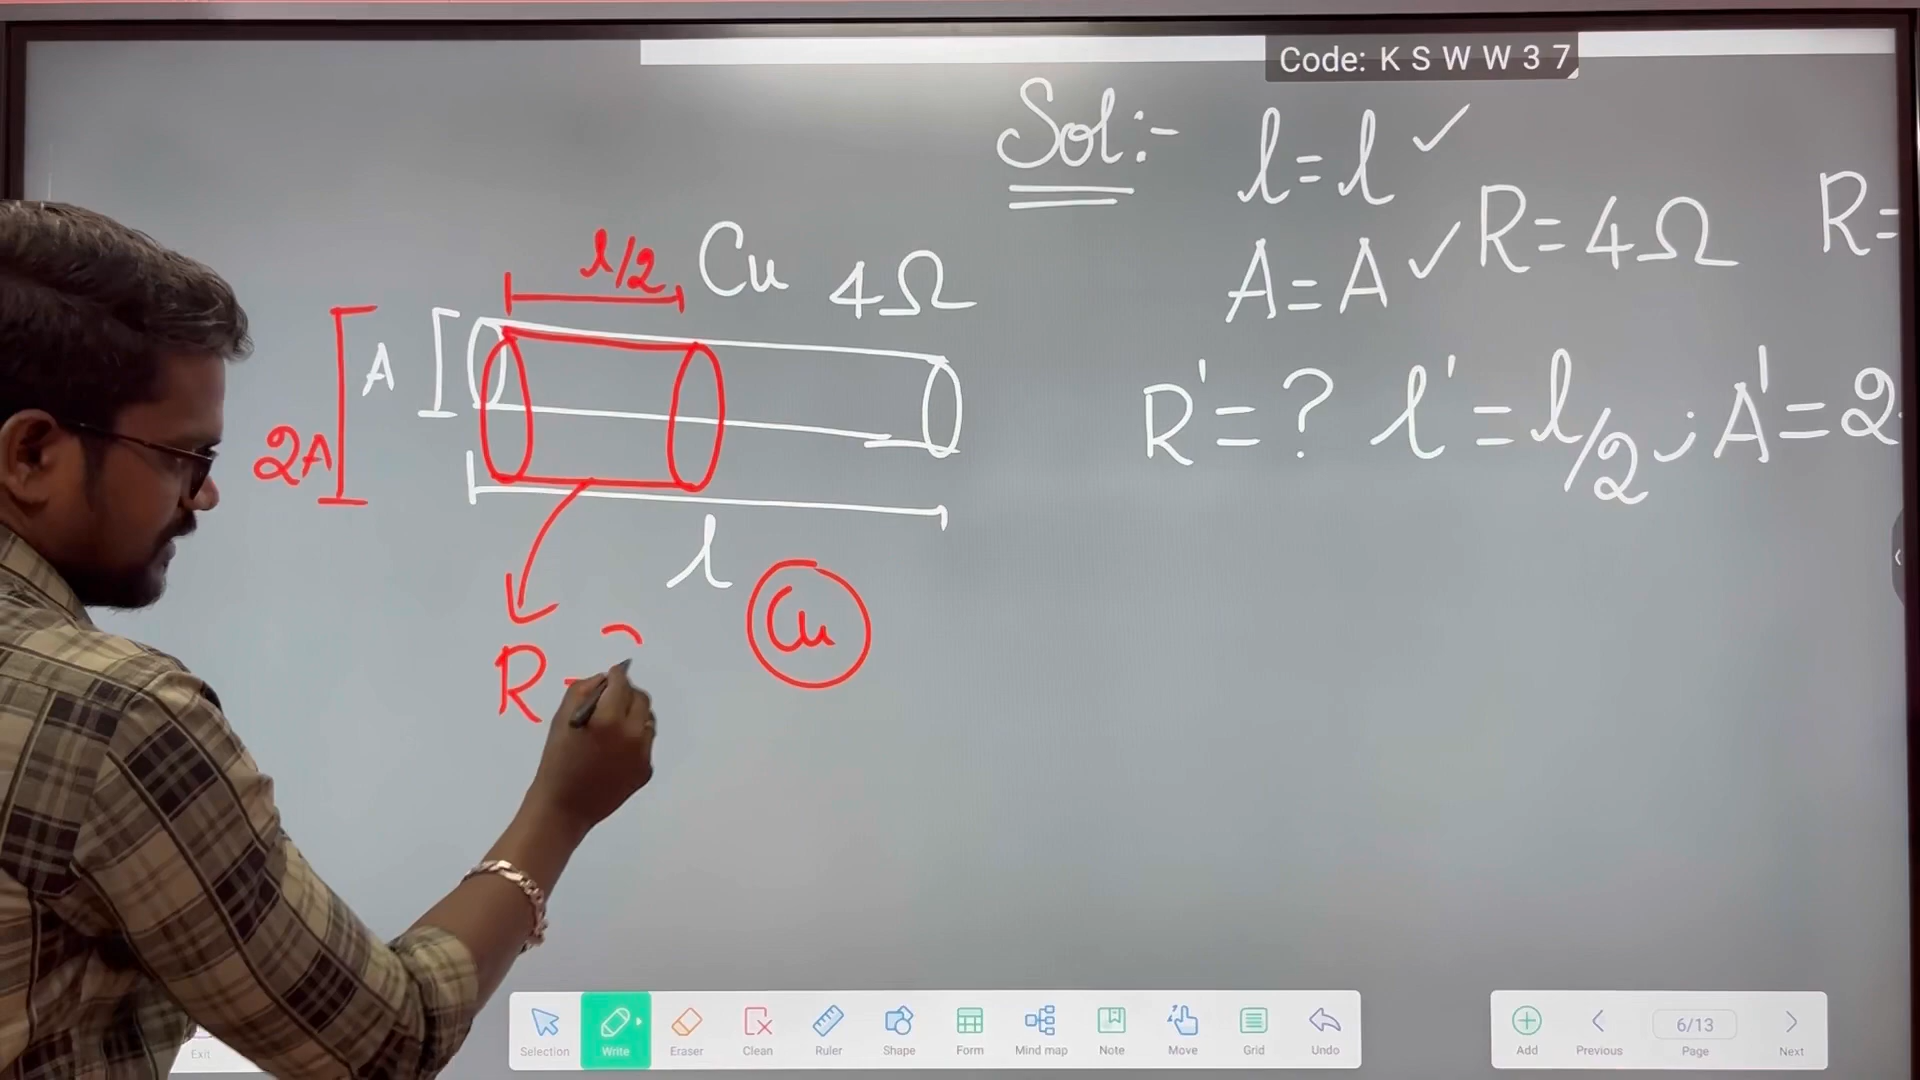 Code: K S W W 3 7
Sol:- l = l ✓
A = A ✓ R = 4Ω R =
R' = ? l' = l/2 ; A' = 2
l/2 Cu 4Ω
A
2A
l
Cu
R =
Exit
Selection Write Eraser Clean Ruler Shape Form Mind map Note Move Grid Undo
Add Previous 6/13 Page Next